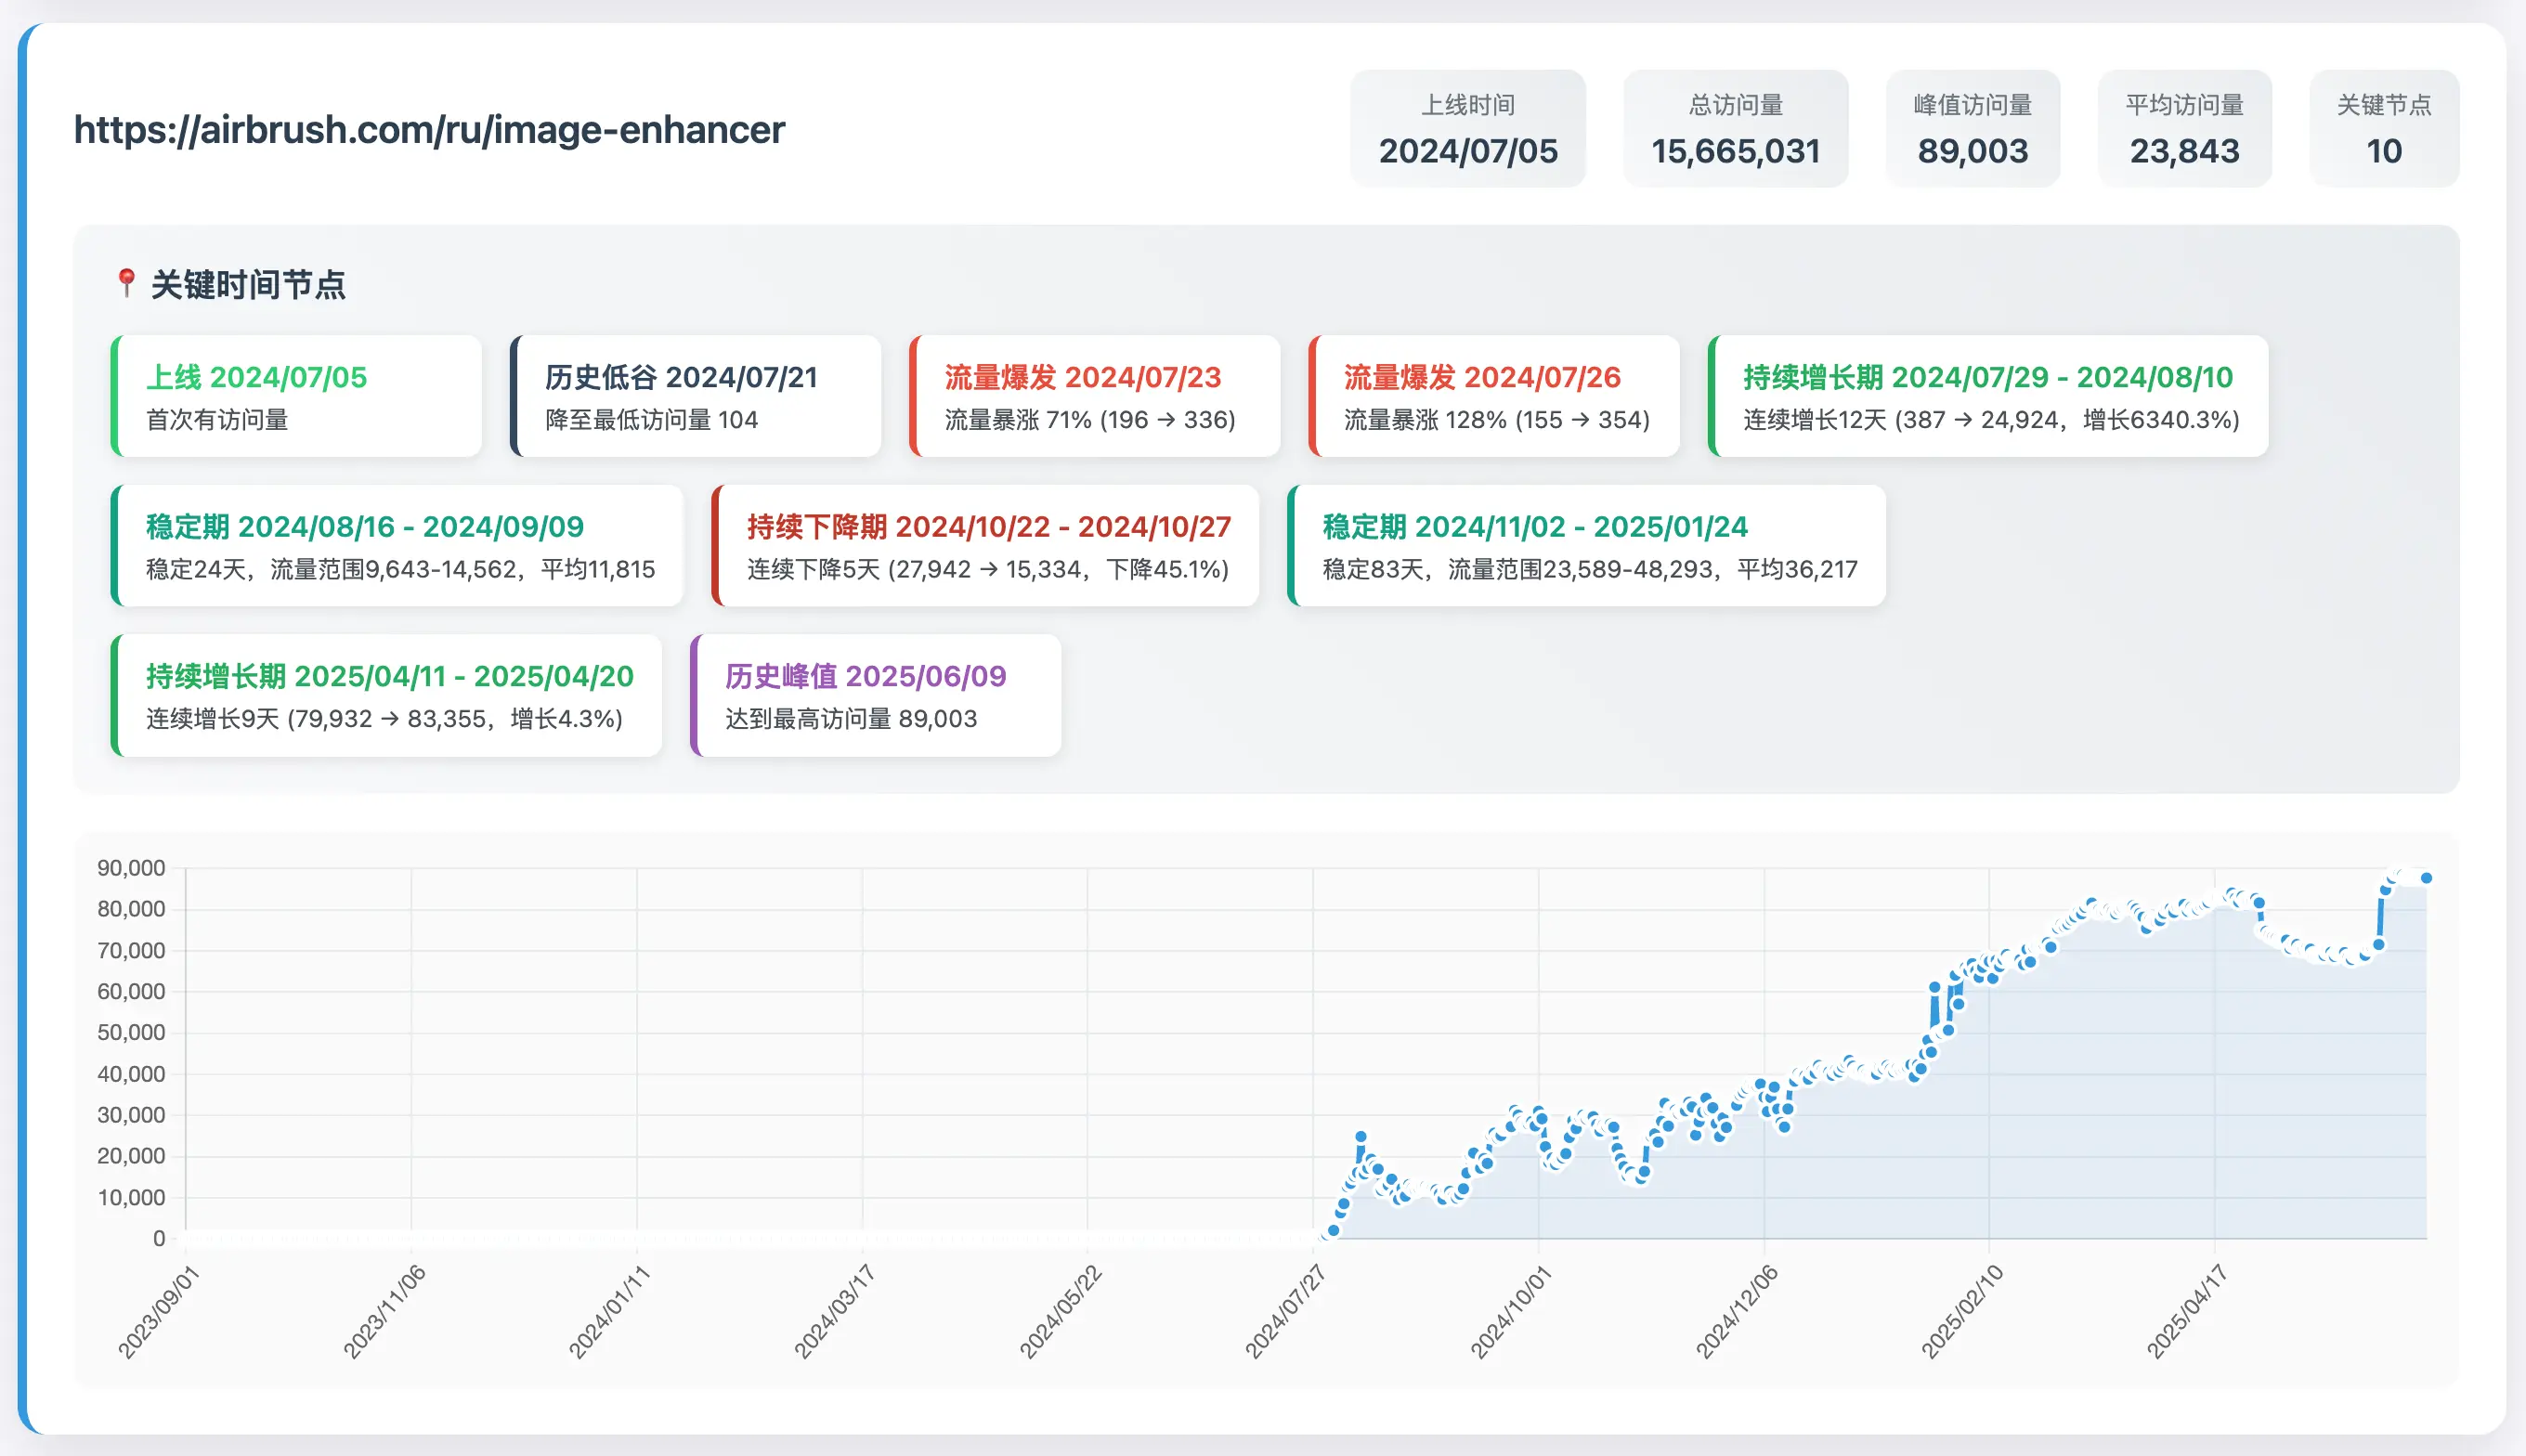 https://airbrush.com/ru/image-enhancer
上线时间
2024/07/05
总访问量
15,665,031
峰值访问量
89,003
平均访问量
23,843
关键节点
10
📍 关键时间节点
上线 2024/07/05
首次有访问量
历史低谷 2024/07/21
降至最低访问量 104
流量爆发 2024/07/23
流量暴涨 71% (196 → 336)
流量爆发 2024/07/26
流量暴涨 128% (155 → 354)
持续增长期 2024/07/29 - 2024/08/10
连续增长12天 (387 → 24,924，增长6340.3%)
稳定期 2024/08/16 - 2024/09/09
稳定24天，流量范围9,643-14,562，平均11,815
持续下降期 2024/10/22 - 2024/10/27
连续下降5天 (27,942 → 15,334，下降45.1%)
稳定期 2024/11/02 - 2025/01/24
稳定83天，流量范围23,589-48,293，平均36,217
持续增长期 2025/04/11 - 2025/04/20
连续增长9天 (79,932 → 83,355，增长4.3%)
历史峰值 2025/06/09
达到最高访问量 89,003
90,000
80,000
70,000
60,000
50,000
40,000
30,000
20,000
10,000
0
2023/09/01
2023/11/06
2024/01/11
2024/03/17
2024/05/22
2024/07/27
2024/10/01
2024/12/06
2025/02/10
2025/04/17